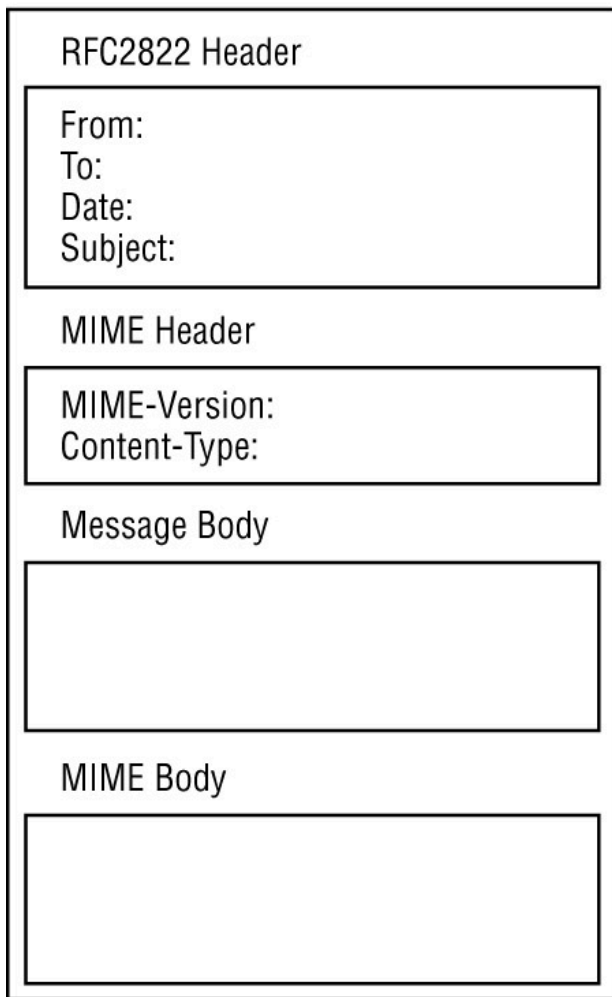 RFC2822 Header
From:
To:
Date:
Subject:
MIME Header
MIME-Version:
Content-Type:
Message Body
MIME Body